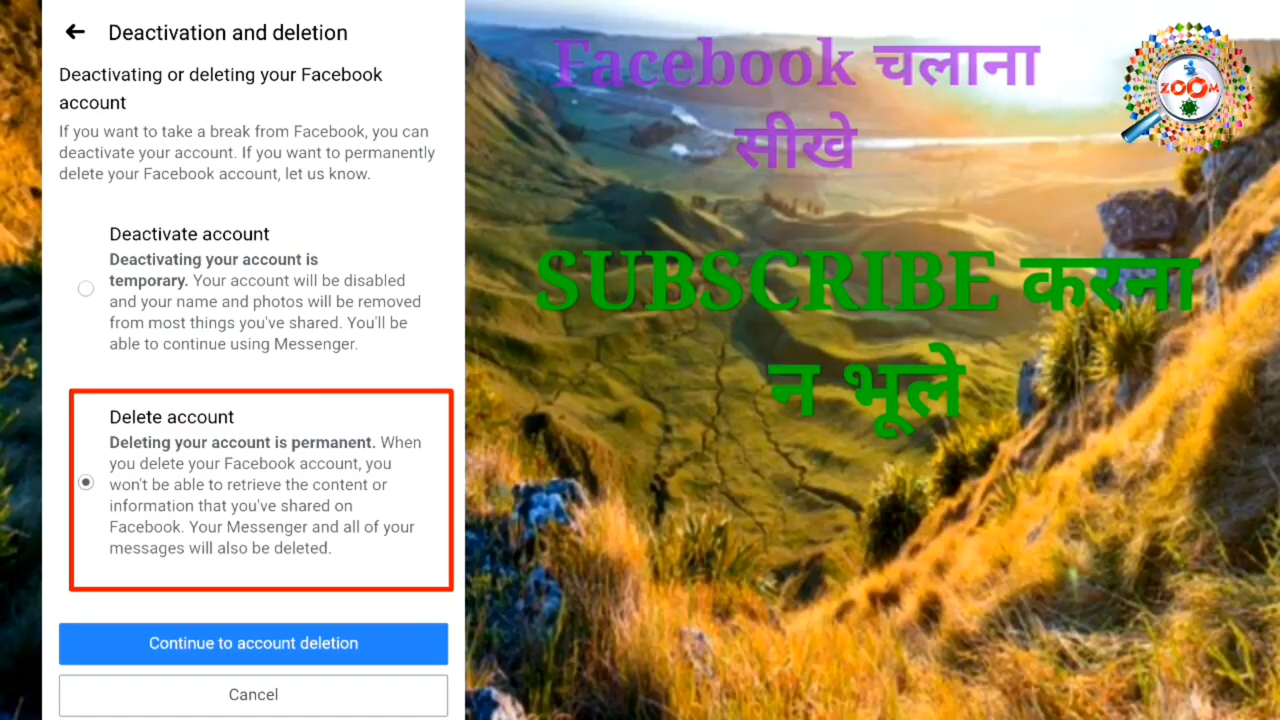 Deactivation and deletion
Deactivating or deleting your Facebook
account
If you want to take a break from Facebook, you can
deactivate your account. If you want to permanently
delete your Facebook account, let us know.
Deactivate account
Deactivating your account is
temporary. Your account will be disabled
and your name and photos will be removed
from most things you've shared. You'll be
able to continue using Messenger.
Delete account
Deleting your account is permanent. When
you delete your Facebook account, you
won't be able to retrieve the content or
information that you've shared on
Facebook. Your Messenger and all of your
messages will also be deleted.
Continue to account deletion
Cancel
Facebook चलाना
सीखे
SUBSCRIBE करना
न भूले
ZOOM